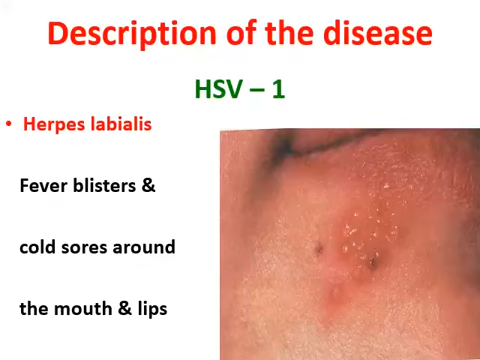 Description of the disease
HSV – 1
• Herpes labialis
Fever blisters &
cold sores around
the mouth & lips